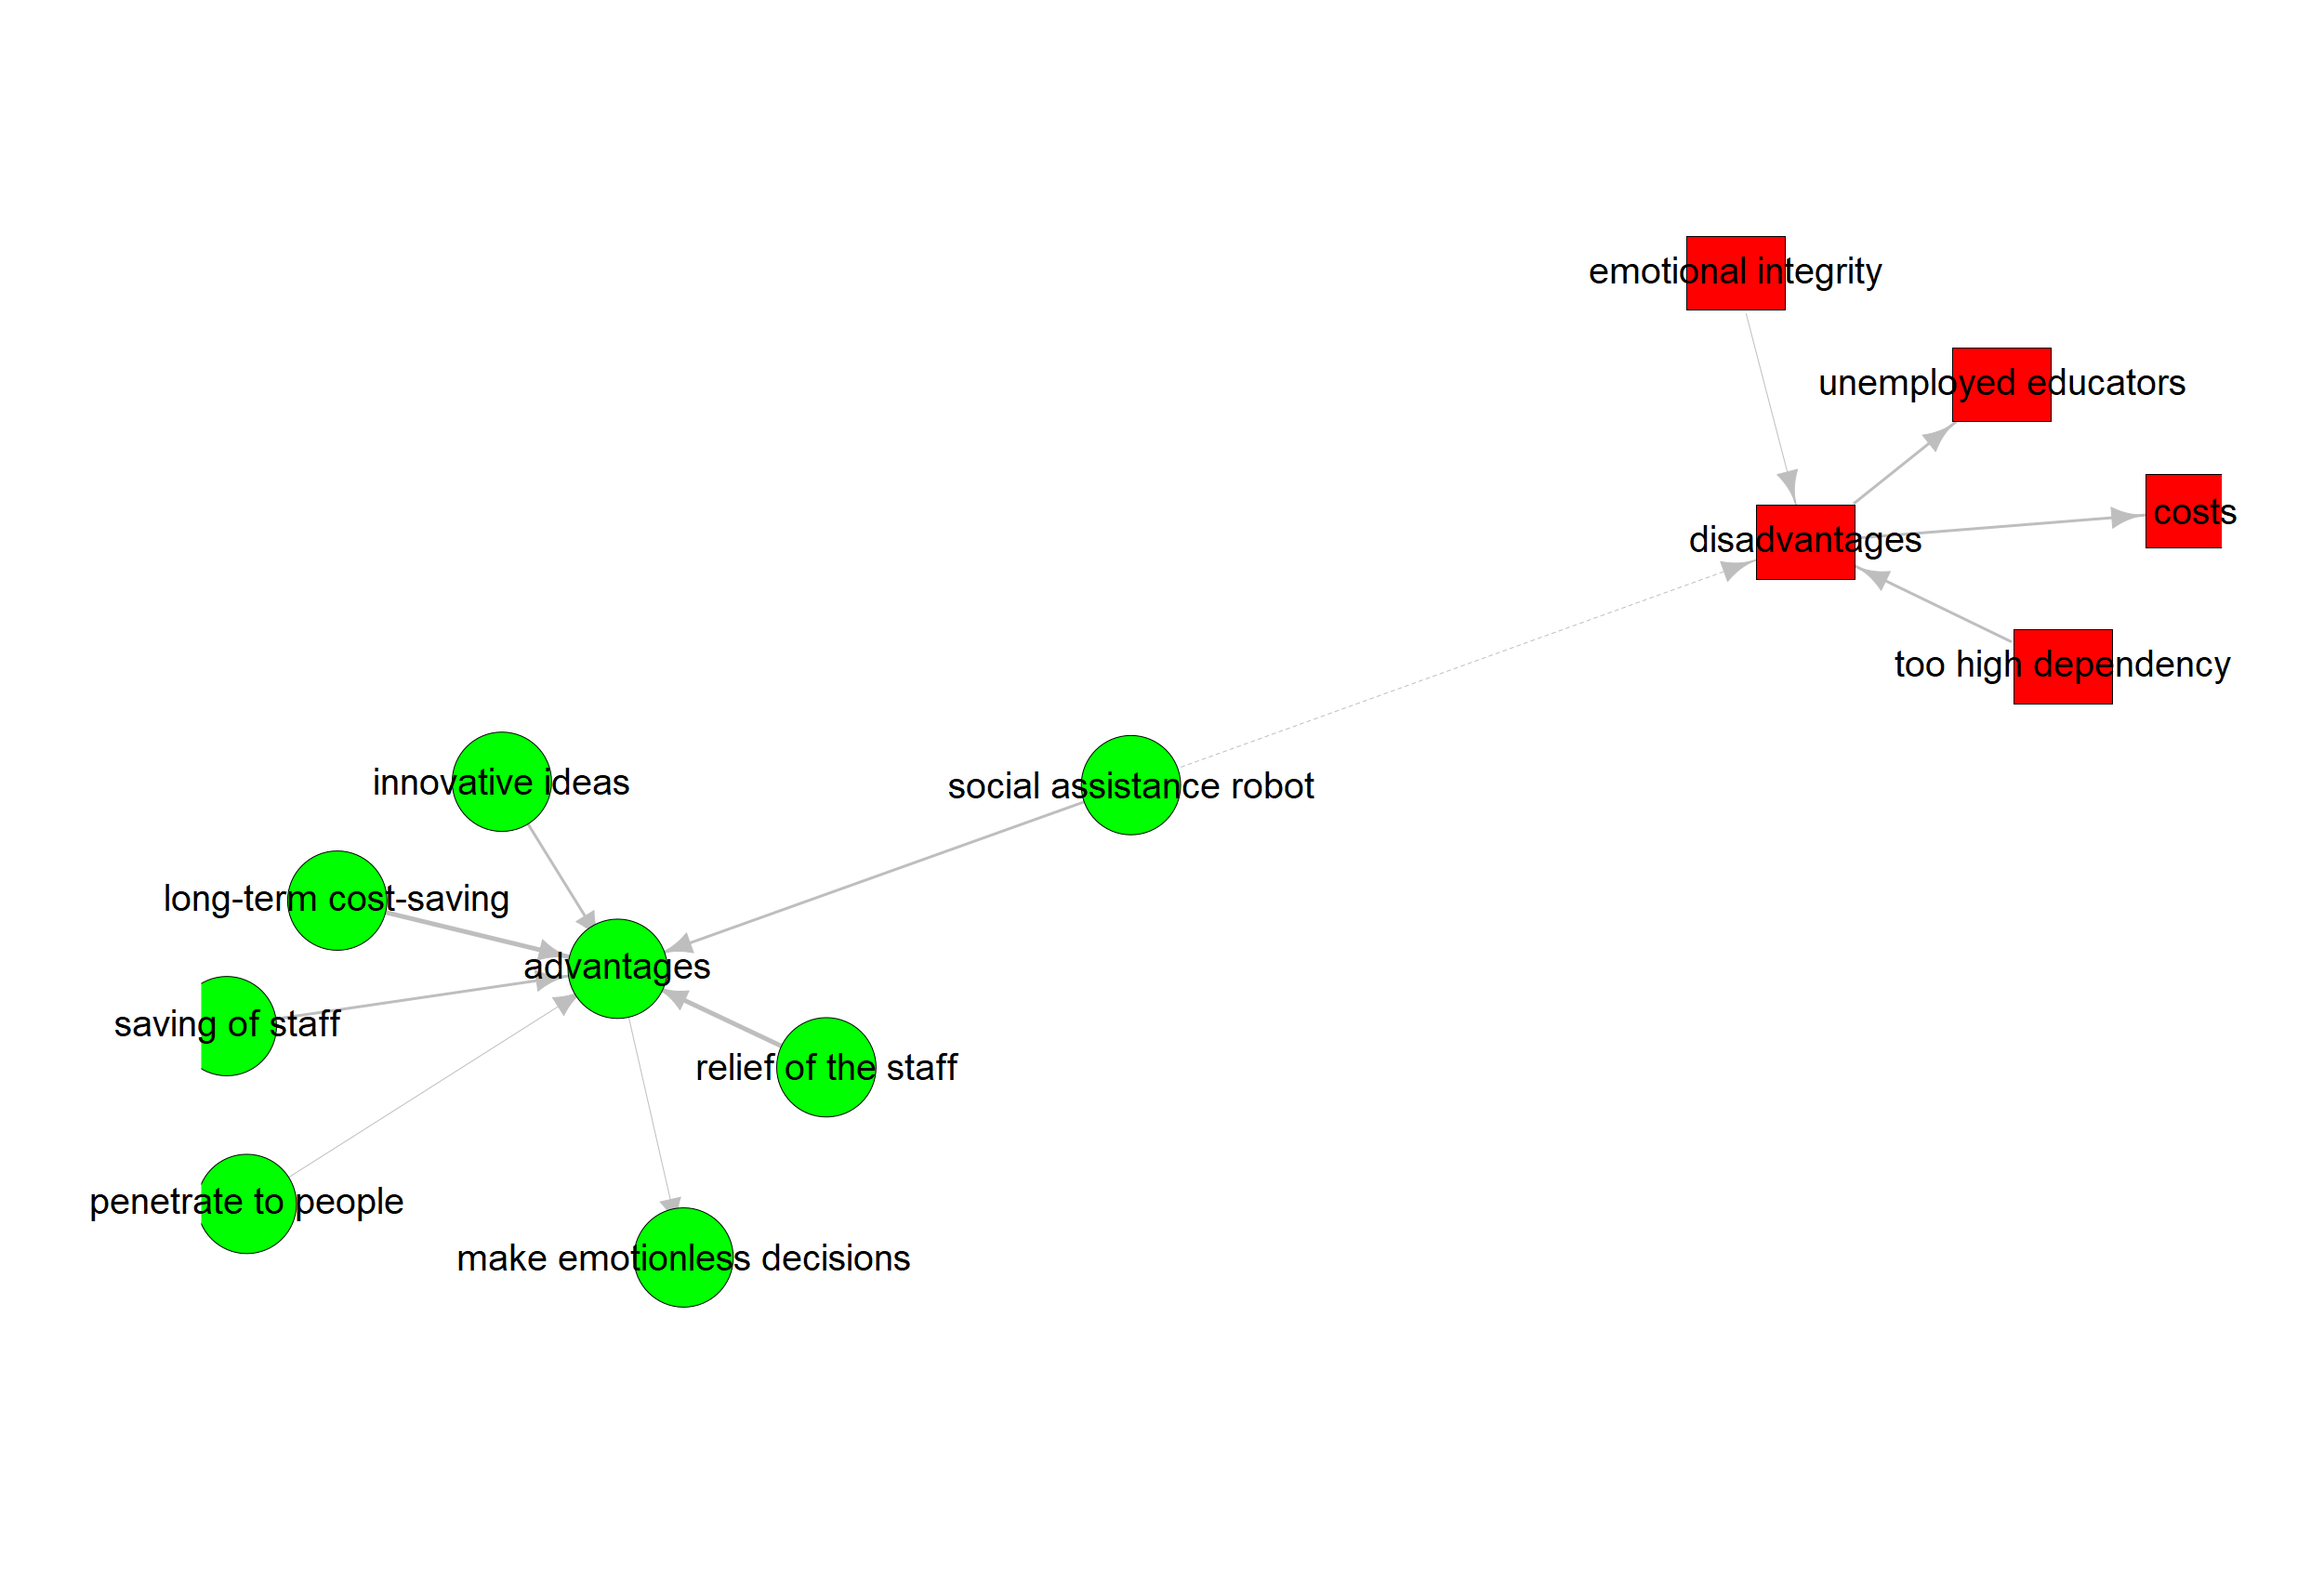 emotional integrity
unemployed educators
costs
disadvantages
too high dependency
innovative ideas
social assistance robot
long-term cost-saving
advantages
saving of staff
relief of the staff
penetrate to people
make emotionless decisions